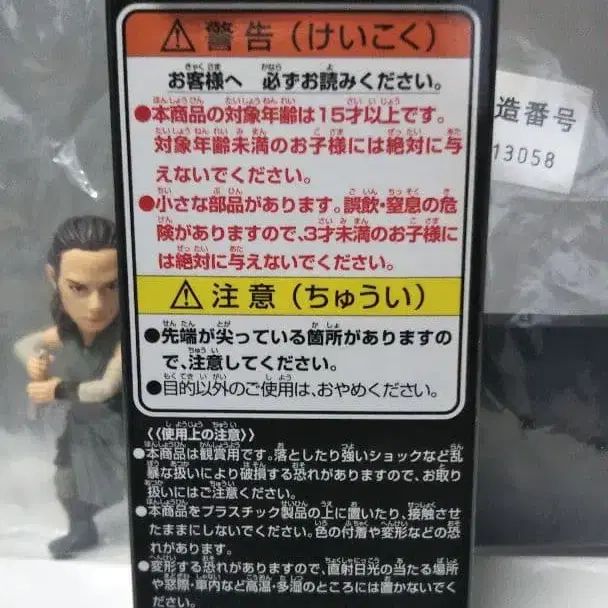 ⚠ 警告（けいこく）
お客様へ 必ずお読みください。
●本商品の対象年齢は15才以上です。
対象年齢未満のお子様には絶対に与
えないでください。
●小さな部品があります。誤飲・窒息の危
険がありますので、3才未満のお子様に
は絶対に与えないでください。
⚠ 注意（ちゅうい）
●先端が尖っている箇所がありますの
で、注意してください。
●目的以外のご使用は、おやめください。
《使用上の注意》
●本商品は観賞用です。落としたり強いショックなど乱
暴な扱いにより破損する恐れがありますので、お取り
扱いにはご注意ください。
●本商品をプラスチック製品の上に置いたり、接触させ
たままにしないでください。色の付着や変形などの恐
れがあります。
●変形する恐れがありますので、直射日光の当たる場所
や窓際・車内など高温・多湿のところには置かないでく
造番号
13058